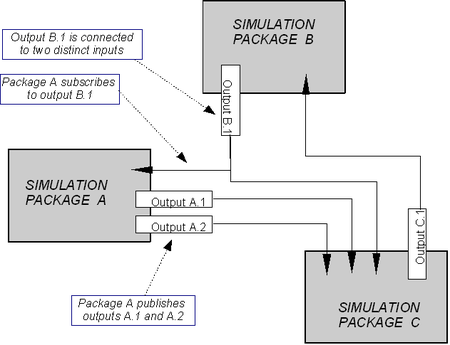 Output B.1 is connected
to two distinct inputs
SIMULATION
PACKAGE B
Output B.1
Package A subscribes
to output B.1
SIMULATION
PACKAGE A
Output A.1
Output A.2
Output C.1
Package A publishes
outputs A.1 and A.2
SIMULATION
PACKAGE C